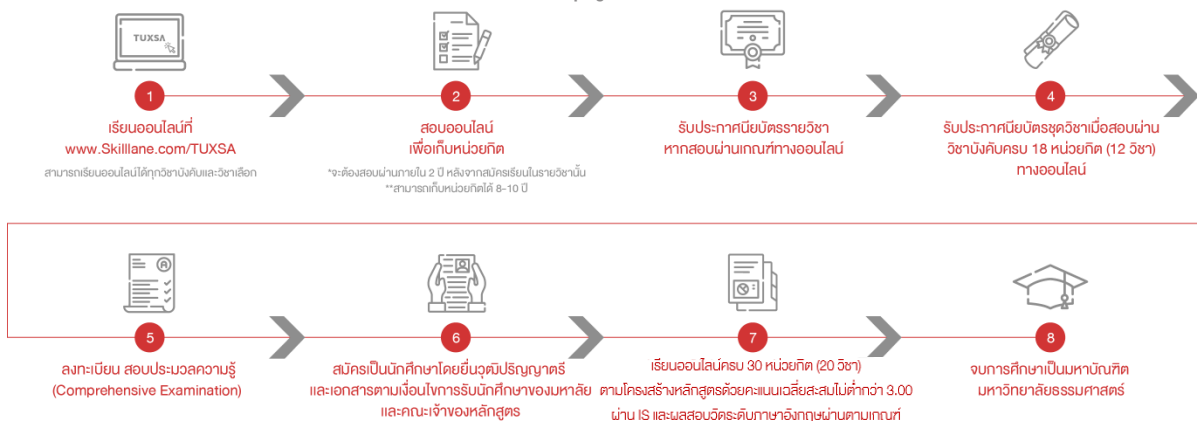 TUXSA
1
เรียนออนไลน์ที่
www.Skilllane.com/TUXSA
สามารถเรียนออนไลน์ได้ทุกวิชาบังคับและวิชาเลือก
2
สอบออนไลน์
เพื่อเก็บหน่วยกิต
*จะต้องสอบผ่านภายใน 2 ปี หลังจากสมัครเรียนในรายวิชานั้น
**สามารถเก็บหน่วยกิตได้ 8-10 ปี
3
รับประกาศนียบัตรรายวิชา
หากสอบผ่านเกณฑ์ทางออนไลน์
4
รับประกาศนียบัตรชุดวิชาเมื่อสอบผ่าน
วิชาบังคับครบ 18 หน่วยกิต (12 วิชา)
ทางออนไลน์
A
5
ลงทะเบียน สอบประมวลความรู้
(Comprehensive Examination)
6
สมัครเป็นนักศึกษาโดยยื่นวุฒิปริญญาตรี
และเอกสารตามเงื่อนไขการรับนักศึกษาของมหาลัย
และคณะเจ้าของหลักสูตร
7
เรียนออนไลน์ครบ 30 หน่วยกิต (20 วิชา)
ตามโครงสร้างหลักสูตรด้วยคะแนนเฉลี่ยสะสมไม่ต่ำกว่า 3.00
ผ่าน IS และผลสอบวัดระดับภาษาอังกฤษผ่านตามเกณฑ์
8
จบการศึกษาเป็นมหาบัณฑิต
มหาวิทยาลัยธรรมศาสตร์